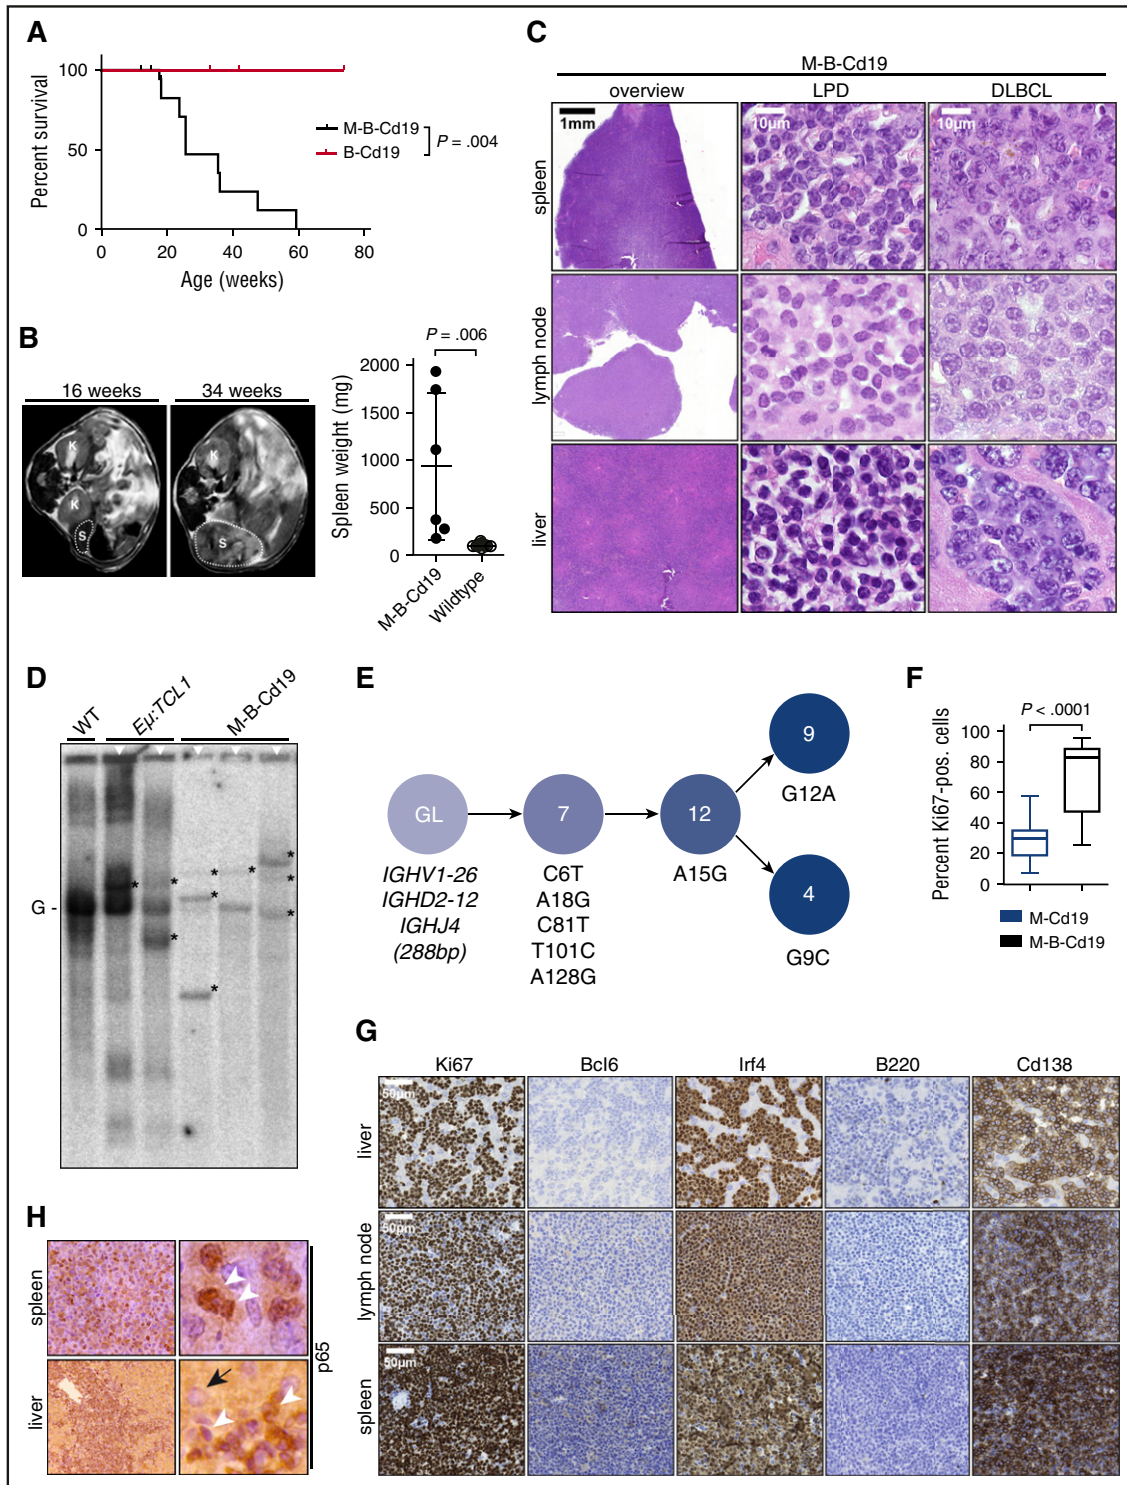 A
Percent survival
100
50
0
0 20 40 60 80
Age (weeks)
M-B-Cd19
B-Cd19
P = .004
B
16 weeks
34 weeks
K
K
S
K
S
P = .006
Spleen weight (mg)
2000
1500
1000
500
0
M-B-Cd19
Wildtype
C
M-B-Cd19
overview LPD DLBCL
1mm
10µm
10µm
spleen
lymph node
liver
D
WT
Eµ:TCL1
M-B-Cd19
G -
* * * * * * * * * *
E
GL
7
12
9
4
IGHV1-26
IGHD2-12
IGHJ4
(288bp)
C6T
A18G
C81T
T101C
A128G
A15G
G12A
G9C
F
P < .0001
Percent Ki67-pos. cells
100
80
60
40
20
0
M-Cd19
M-B-Cd19
G
Ki67 Bcl6 Irf4 B220 Cd138
50µm
50µm
50µm
liver
lymph node
spleen
H
spleen
liver
p65